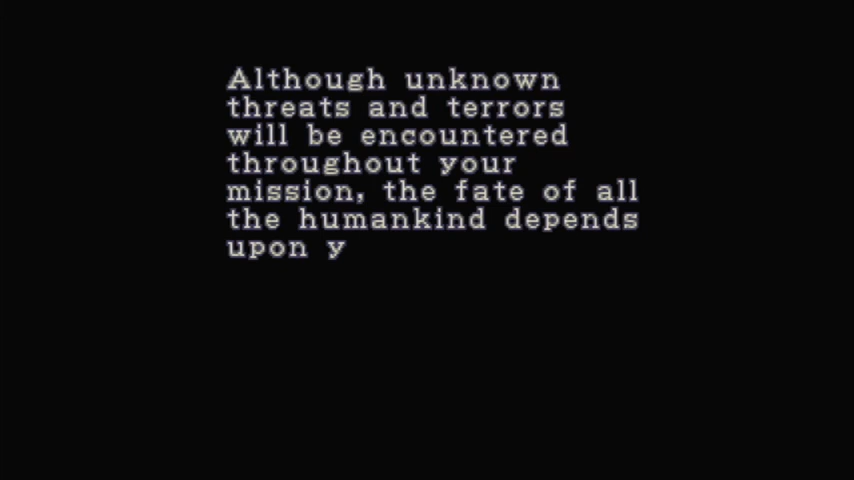 Although unknown
threats and terrors
will be encountered
throughout your
mission, the fate of all
the humankind depends
upon y